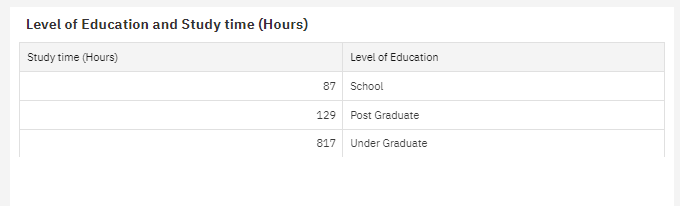 Level of Education and Study time (Hours)
Study time (Hours) Level of Education
87 School
129 Post Graduate
817 Under Graduate